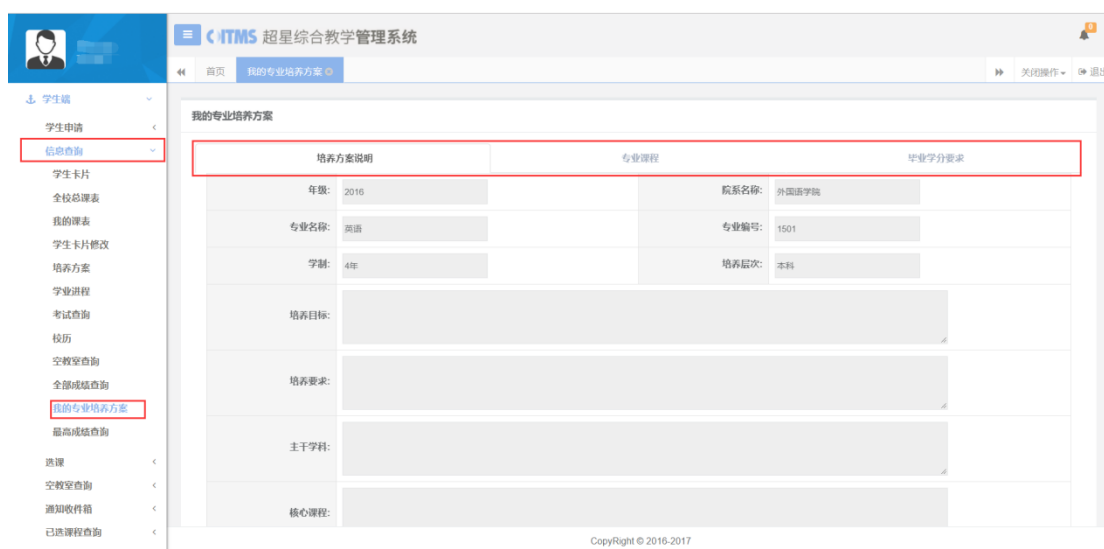 CITMS 超星综合教学管理系统
首页 我的专业培养方案 关闭操作 退出
学生端
学生申请
信息查询
学生卡片
全校总课表
我的课表
学生卡片修改
培养方案
学业进程
考试查询
校历
空教室查询
全部成绩查询
我的专业培养方案
最高成绩查询
选课
空教室查询
通知收件箱
已选课程查询
我的专业培养方案
培养方案说明 专业课程 毕业学分要求
年级: 2016 院系名称: 外国语学院
专业名称: 英语 专业编号: 1501
学制: 4年 培养层次: 本科
培养目标:
培养要求:
主干学科:
核心课程:
CopyRight © 2016-2017